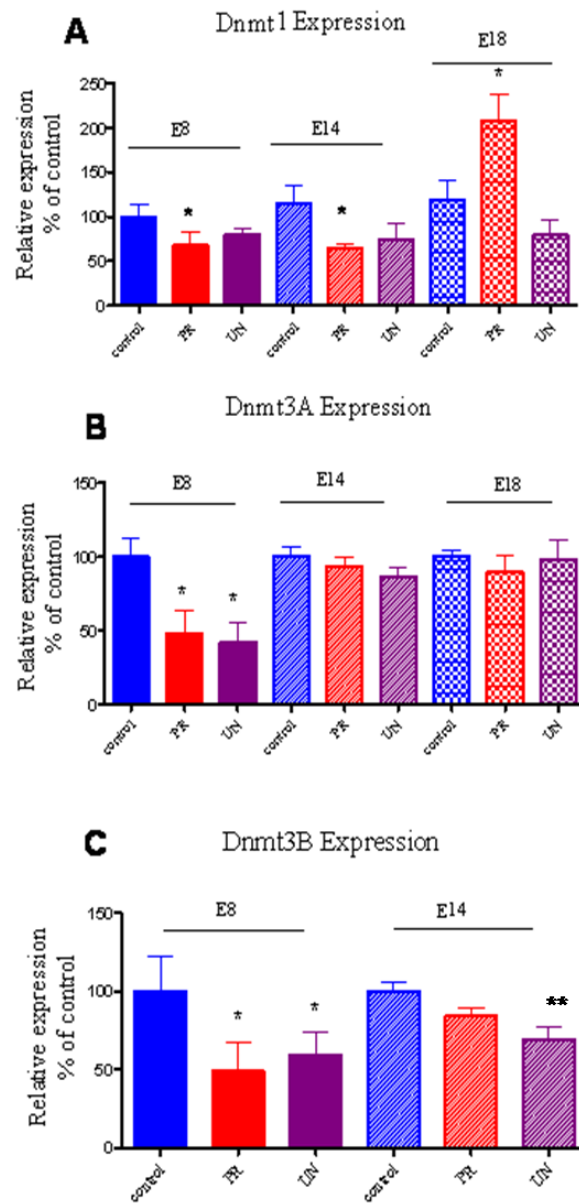 A
Dnmt1 Expression
E18
*
250
200
E8
E14
150
*
*
100
50
0
Relative expression
% of control
control
PR
UN
control
PR
UN
control
PR
UN
B
Dnmt3A Expression
E8
E14
E18
150
100
*
*
50
0
Relative expression
% of control
control
PR
UN
control
PR
UN
control
PR
UN
C
Dnmt3B Expression
E8
E14
150
**
*
*
100
50
0
Relative expression
% of control
control
PR
UN
control
PR
UN